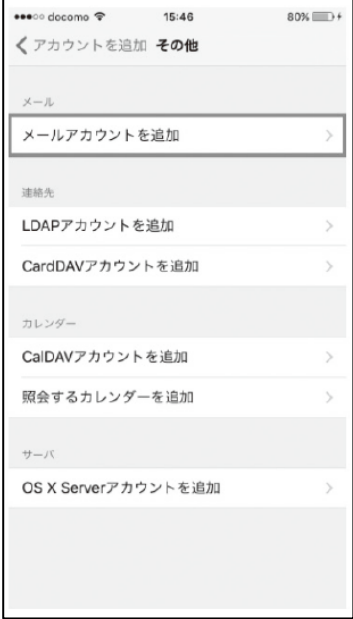 docomo 15:46 80%
アカウントを追加 その他
メール
メールアカウントを追加
連絡先
LDAPアカウントを追加
CardDAVアカウントを追加
カレンダー
CalDAVアカウントを追加
照会するカレンダーを追加
サーバ
OS X Serverアカウントを追加